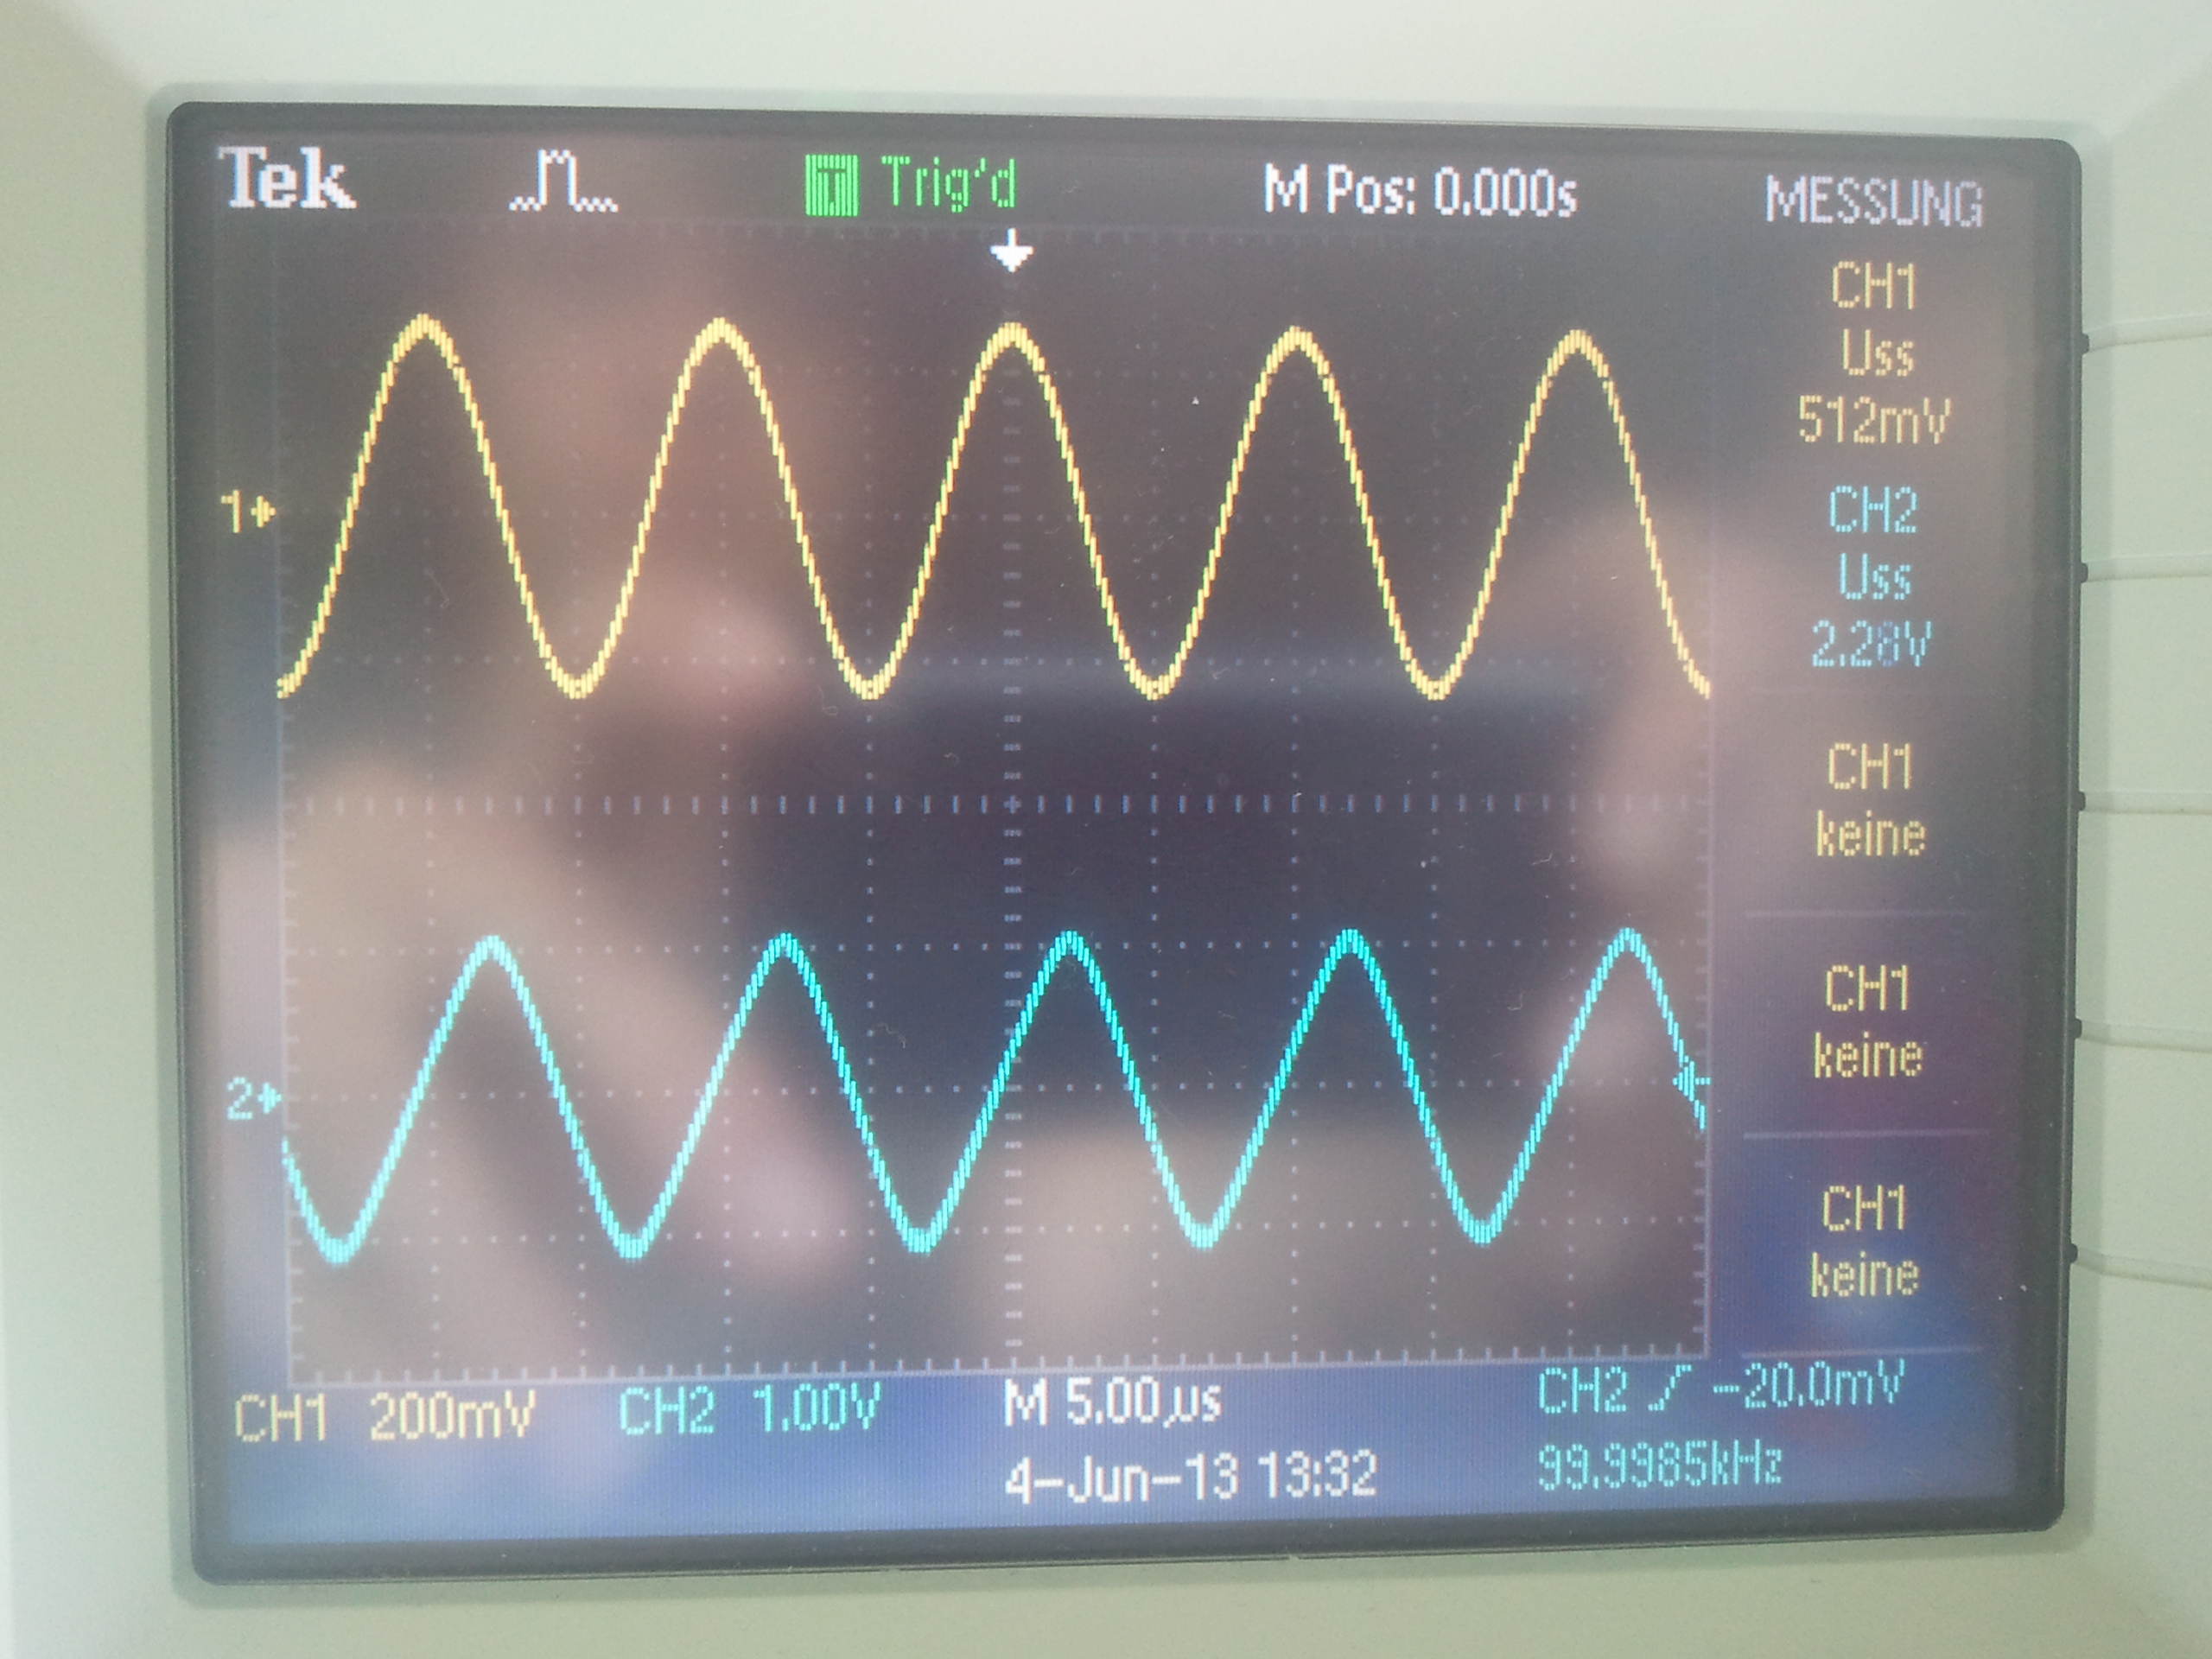 Tek T Trig'd M Pos: 0.000s MESSUNG
CH1
Uss
512mV
CH2
Uss
2.28V
CH1
keine
CH1
keine
CH1
keine
1
2
CH1 200mV CH2 1.00V M 5.00µs CH2 -20.0mV
4-Jun-13 13:32 99.9985kHz